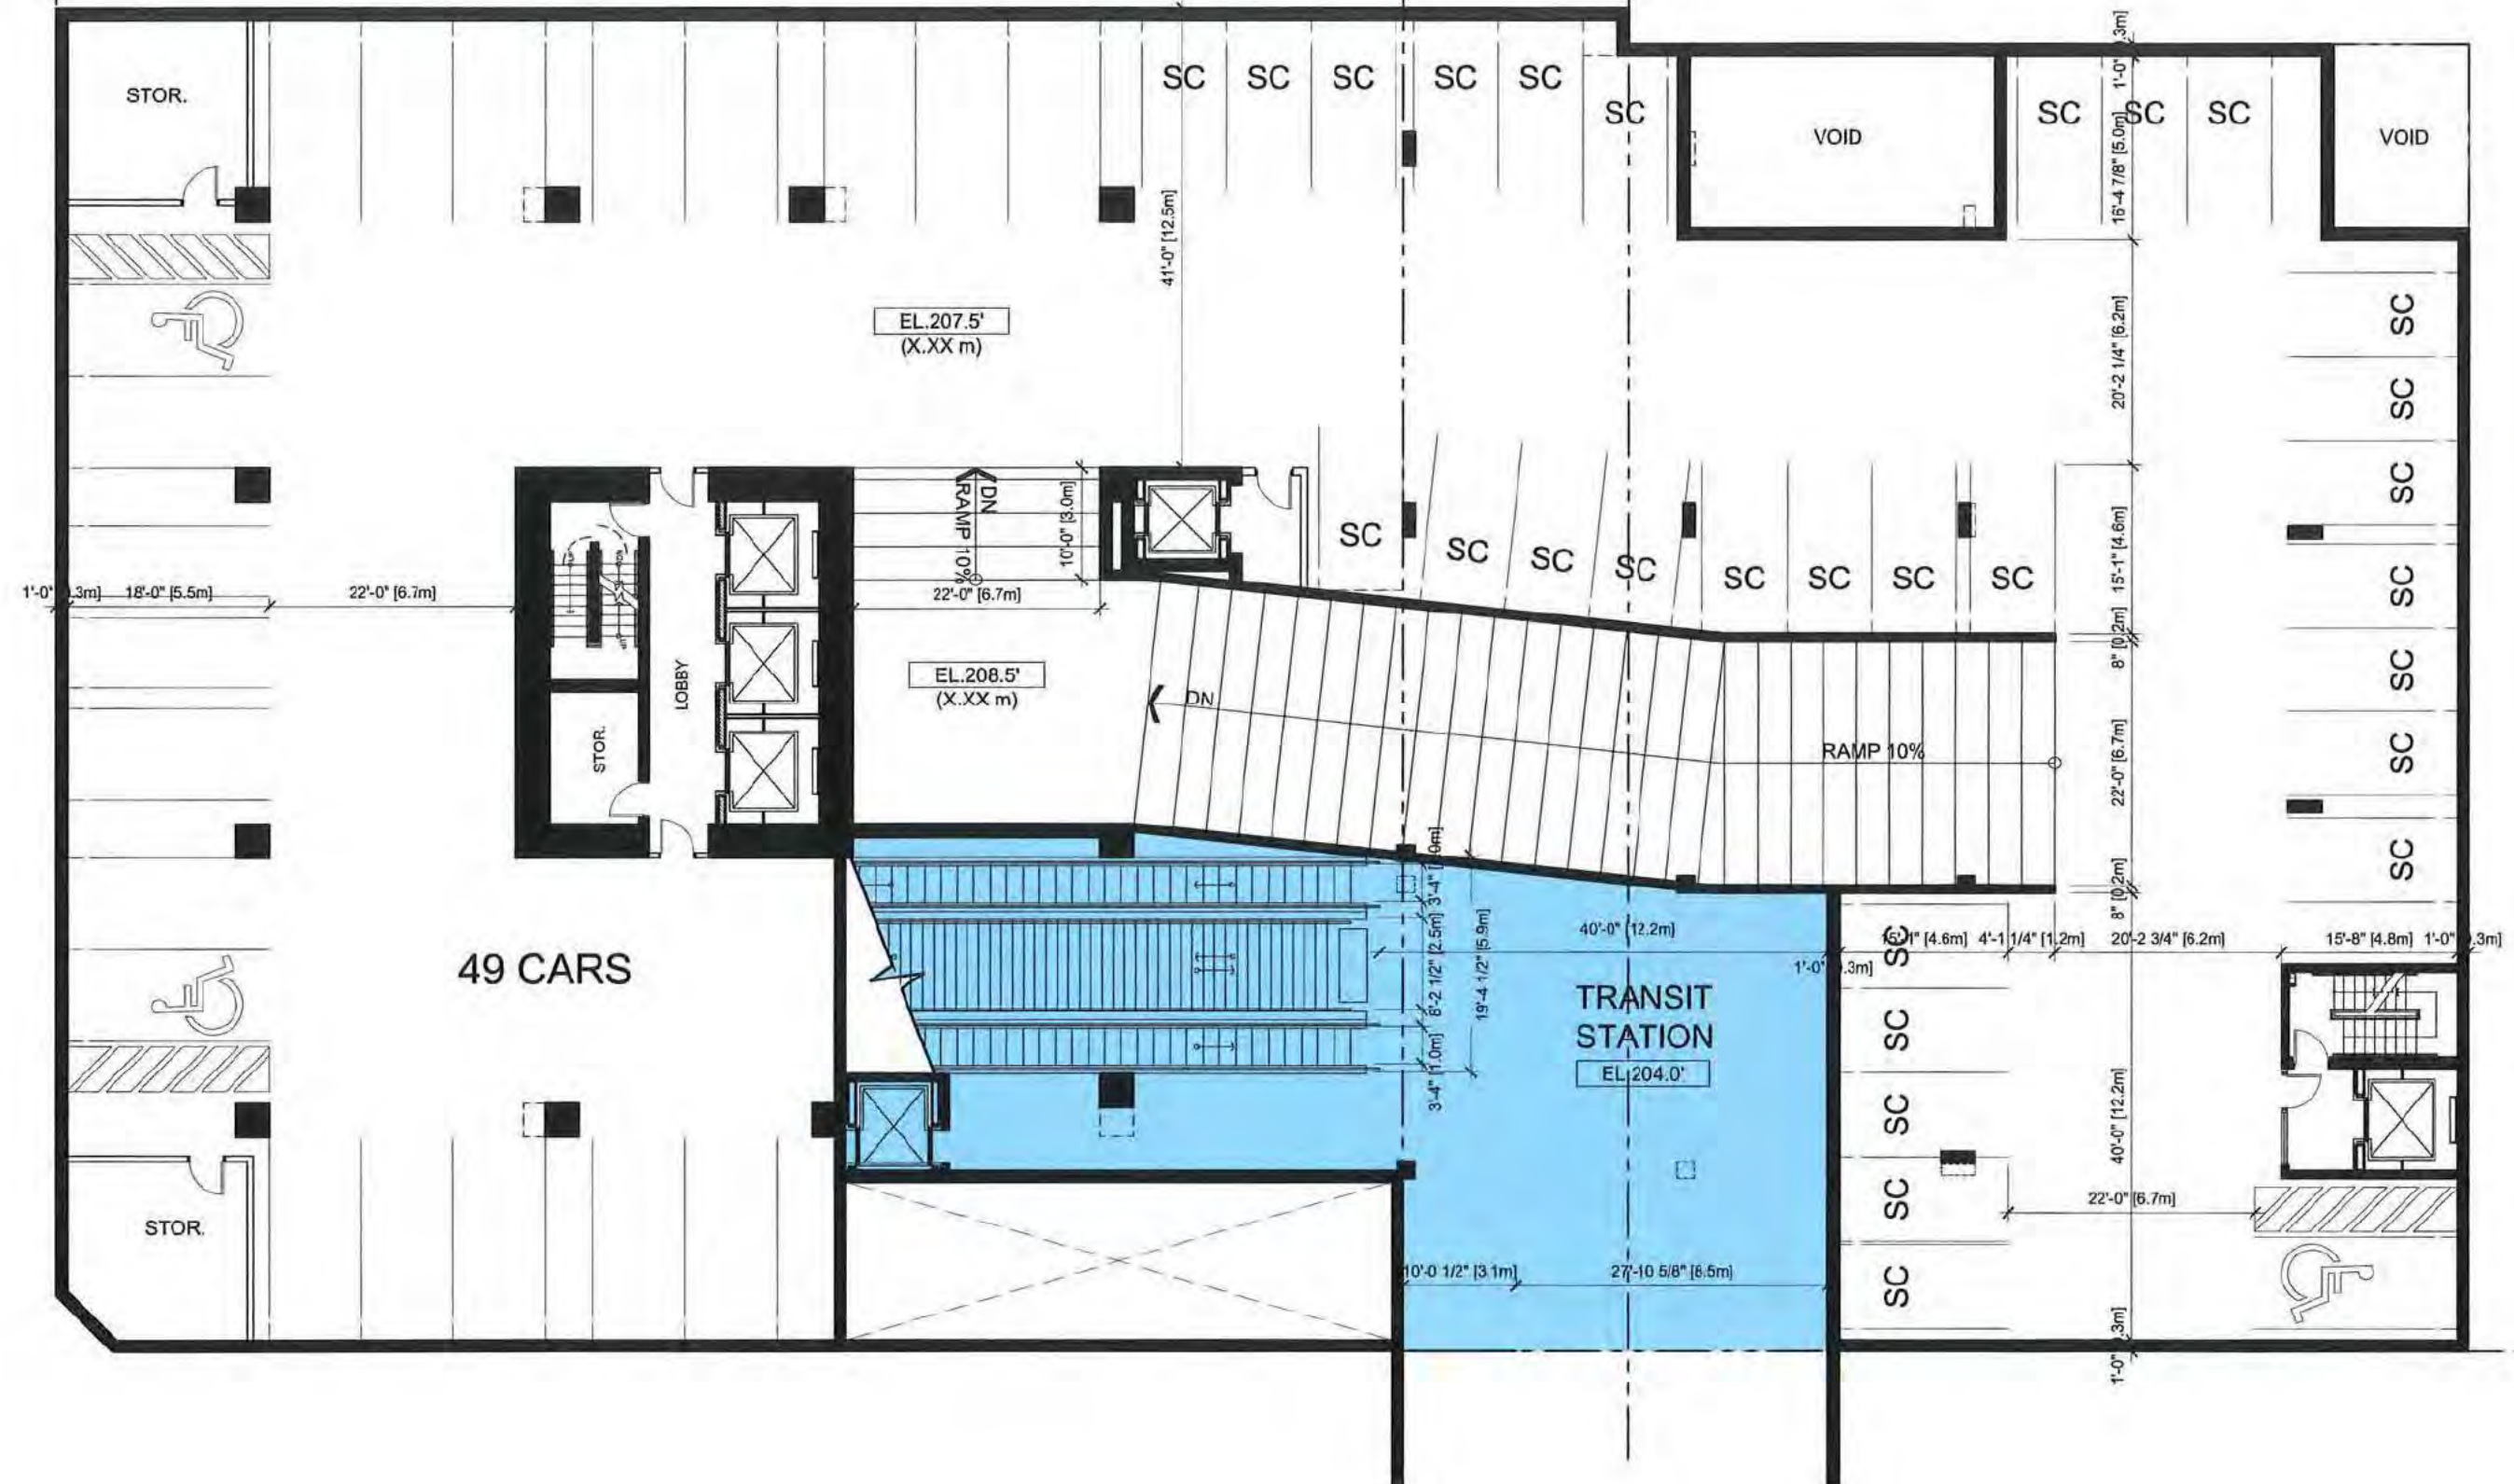 STOR.
SC SC SC SC SC
SC
VOID
SC SC SC
VOID
1'-0"
16'-4 7/8" [5.0m]
41'-0" [12.5m]
EL.207.5'
(X.XX m)
20'-2 1/4" [6.2m]
SC
SC
SC
SC
SC
SC
SC
DN
RAMP 10%
10'-0" [3.0m]
SC
SC
SC
SC
SC
SC
SC
SC
15'-1" [4.6m]
1'-0"
18'-0" [5.5m]
22'-0" [6.7m]
22'-0" [6.7m]
LOBBY
STOR.
EL.208.5'
(X.XX m)
DN
RAMP 10%
8" [0.2m]
22'-0" [6.7m]
8" [0.2m]
49 CARS
3'-4"
8'-2 1/2" [2.5m]
3'-4" [1.0m]
19'-4 1/2" [5.9m]
40'-0" [12.2m]
1'-0"
TRANSIT
STATION
EL.204.0'
15'-1" [4.6m]
4'-1 1/4" [1.2m]
20'-2 3/4" [6.2m]
15'-8" [4.8m]
1'-0"
SC
SC
SC
SC
SC
40'-0" [12.2m]
22'-0" [6.7m]
STOR.
10'-0 1/2" [3.1m]
27'-10 5/8" [8.5m]
1'-0"